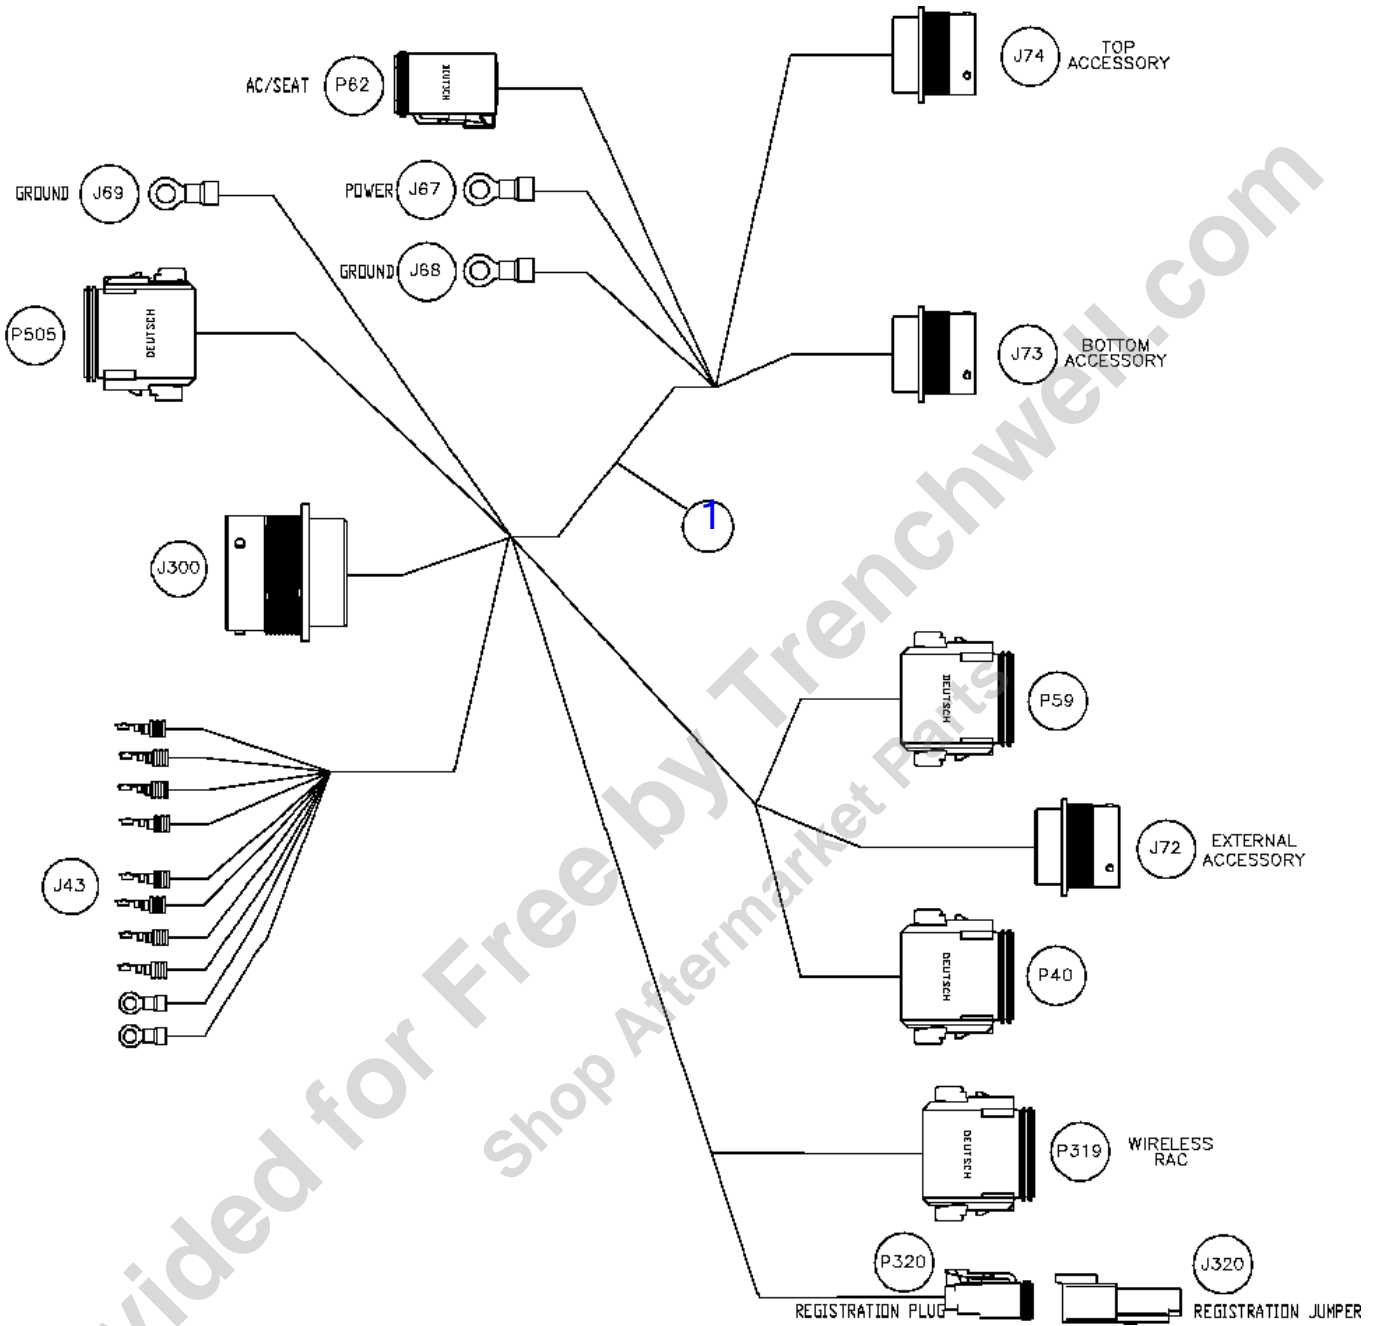 J74
TOP
ACCESSORY
AC/SEAT
P62
DEUTSCH
GROUND
J69
POWER
J67
GROUND
J68
P505
DEUTSCH
J73
BOTTOM
ACCESSORY
1
J300
DEUTSCH
P59
J72
EXTERNAL
ACCESSORY
J43
DEUTSCH
P40
DEUTSCH
P319
WIRELESS
RAC
P320
REGISTRATION PLUG
J320
REGISTRATION JUMPER
vided for Free by Trenchwell.com
Shop Aftermarket Parts